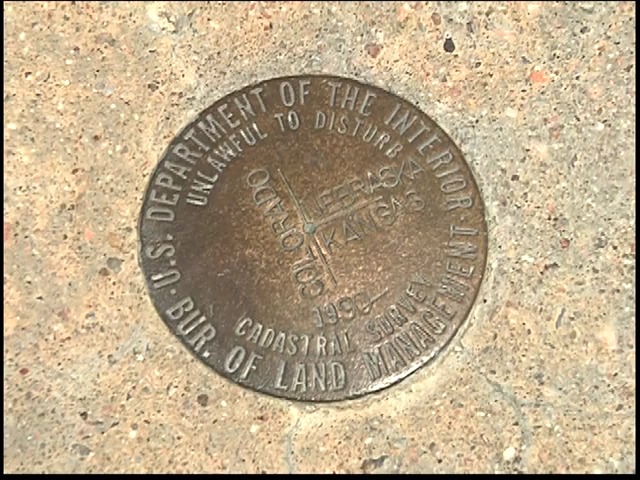 U.S. DEPARTMENT OF THE INTERIOR
UNLAWFUL TO DISTURB
NEBRASKA
COLORADO
KANSAS
1990
CADASTRAL SURVEY
BUR. OF LAND MANAGEMENT